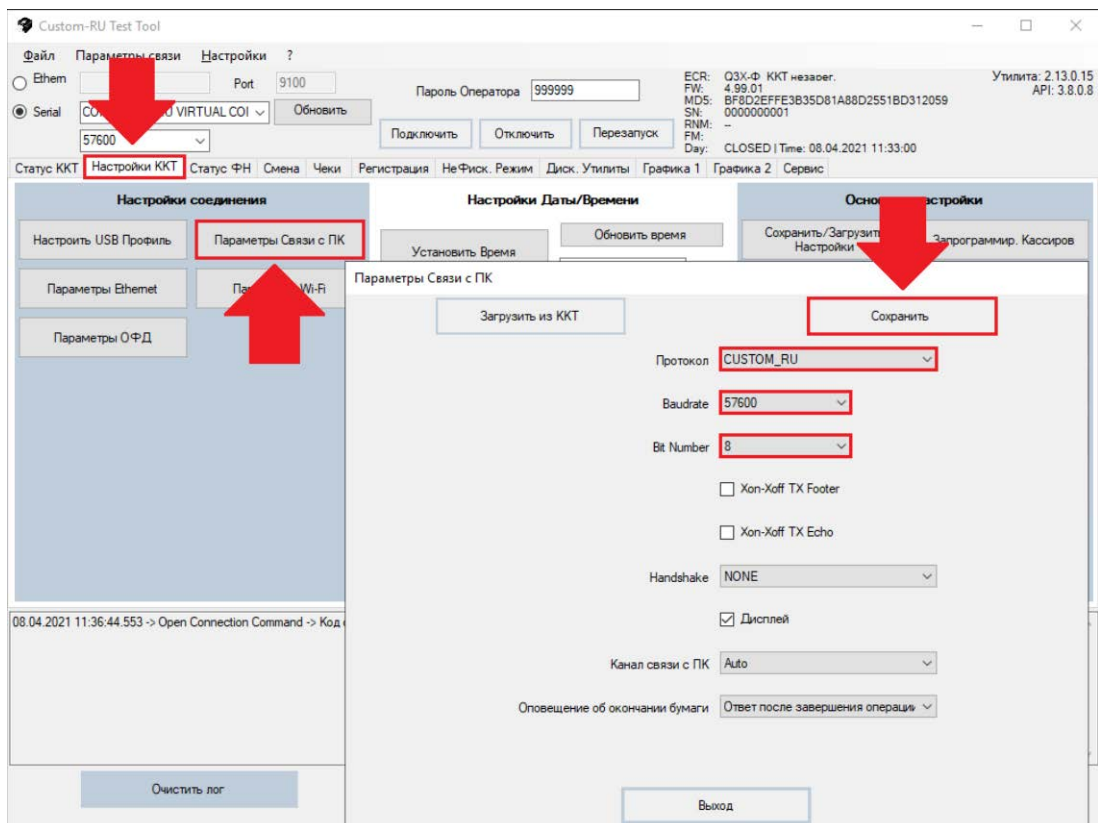 Custom-RU Test Tool
Файл Параметры связи Настройки ?
Ethern Port 9100
Serial VIRTUAL COI Обновить
57600
Пароль Оператора 999999
Подключить Отключить Перезапуск
ECR: Q3X-Ф ККТ незарег.
FW: 4.99.01
MD5: BF8D2EFFE3B35D81A88D2551BD312059
SN: 0000000001
RNM: --
FM:
Day: CLOSED | Time: 08.04.2021 11:33:00
Утилита: 2.13.0.15
API: 3.8.0.8
Статус ККТ Настройки ККТ Статус ФН Смена Чеки Регистрация НеФиск. Режим Диск. Утилиты Графика 1 Графика 2 Сервис
Настройки соединения
Настроить USB Профиль Параметры Связи с ПК
Параметры Ethernet Wi-Fi
Параметры ОФД
Настройки Даты/Времени
Обновить время
Установить Время
Сохранить/Загрузить
Настройки
Запрограммир. Кассиров
Параметры Связи с ПК
Загрузить из ККТ Сохранить
Протокол CUSTOM_RU
Baudrate 57600
Bit Number 8
Xon-Xoff TX Footer
Xon-Xoff TX Echo
Handshake NONE
Дисплей
Канал связи с ПК Auto
Оповещение об окончании бумаги Ответ после завершения операции
Выход
08.04.2021 11:36:44.553 -> Open Connection Command -> Код
Очистить лог